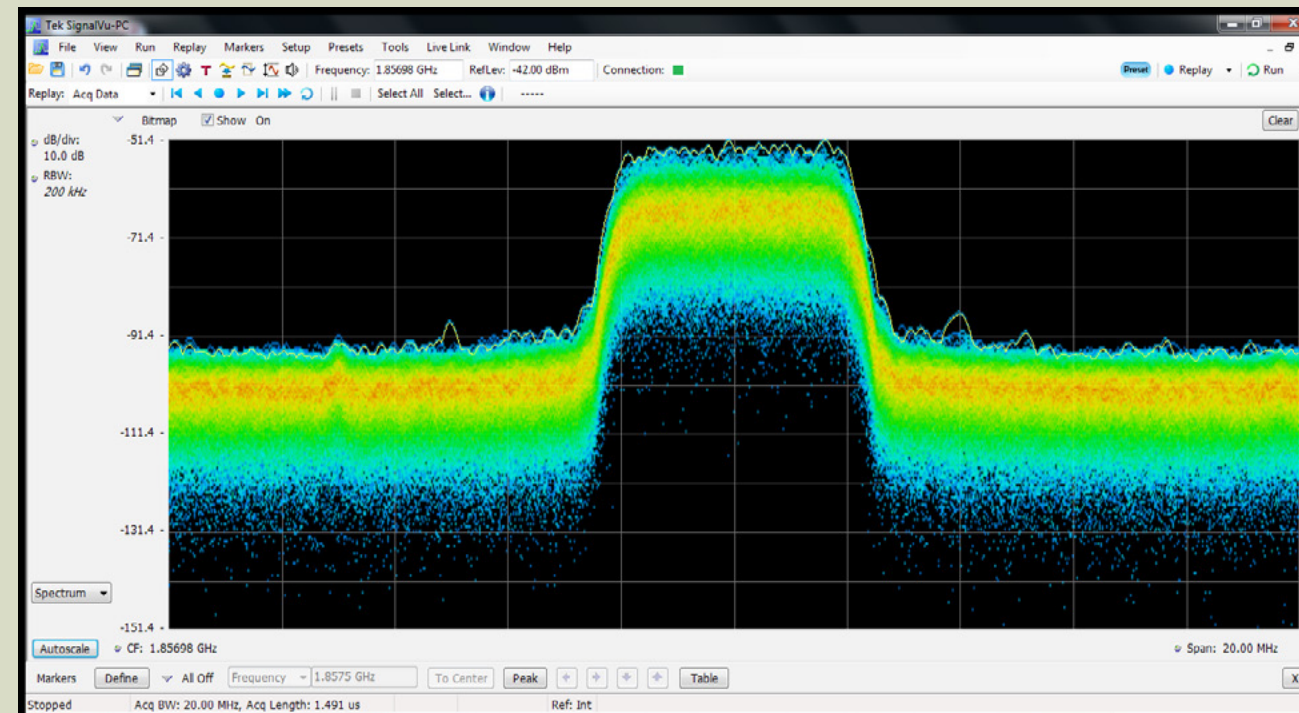 Tek SignalVu-PC
File View Run Replay Markers Setup Presets Tools Live Link Window Help
T Frequency: 1.85698 GHz RefLev: -42.00 dBm Connection: Preset Replay Run
Replay: Acq Data Select All Select... -----
Bitmap Show On Clear
dB/div:
10.0 dB
RBW:
200 kHz
-51.4
-71.4
-91.4
-111.4
-131.4
Spectrum
-151.4
Autoscale CF: 1.85698 GHz Span: 20.00 MHz
Markers Define All Off Frequency 1.8575 GHz To Center Peak Table X
Stopped Acq BW: 20.00 MHz, Acq Length: 1.491 us Ref: Int